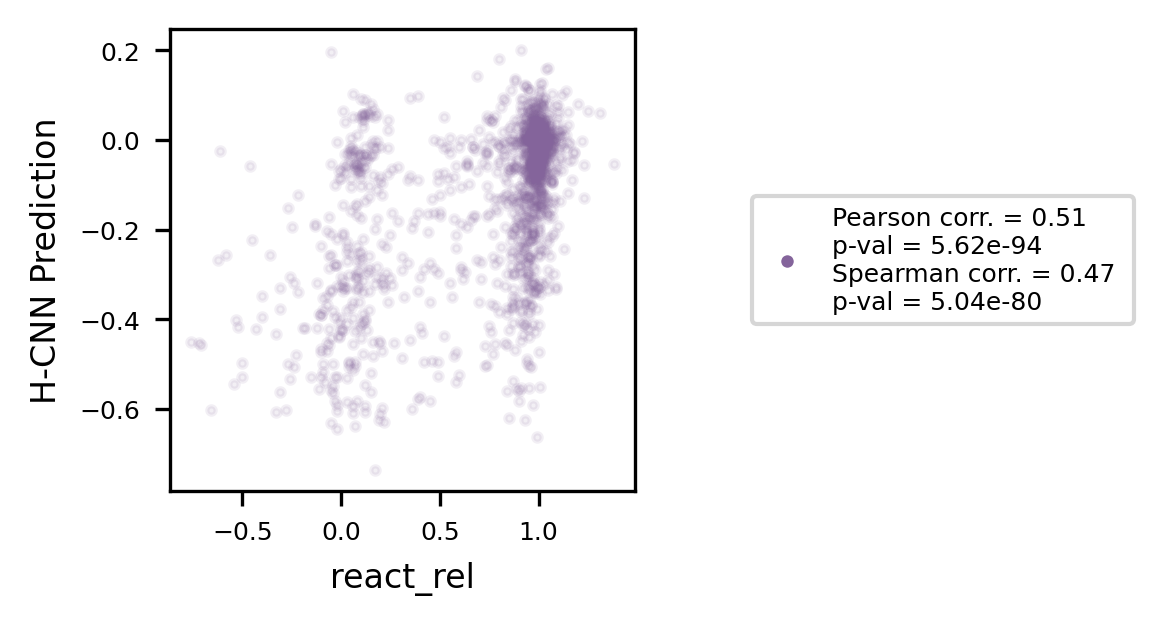 0.2
0.0
−0.2
−0.4
−0.6
H-CNN Prediction
−0.5
0.0
0.5
1.0
react_rel
Pearson corr. = 0.51
p-val = 5.62e-94
Spearman corr. = 0.47
p-val = 5.04e-80